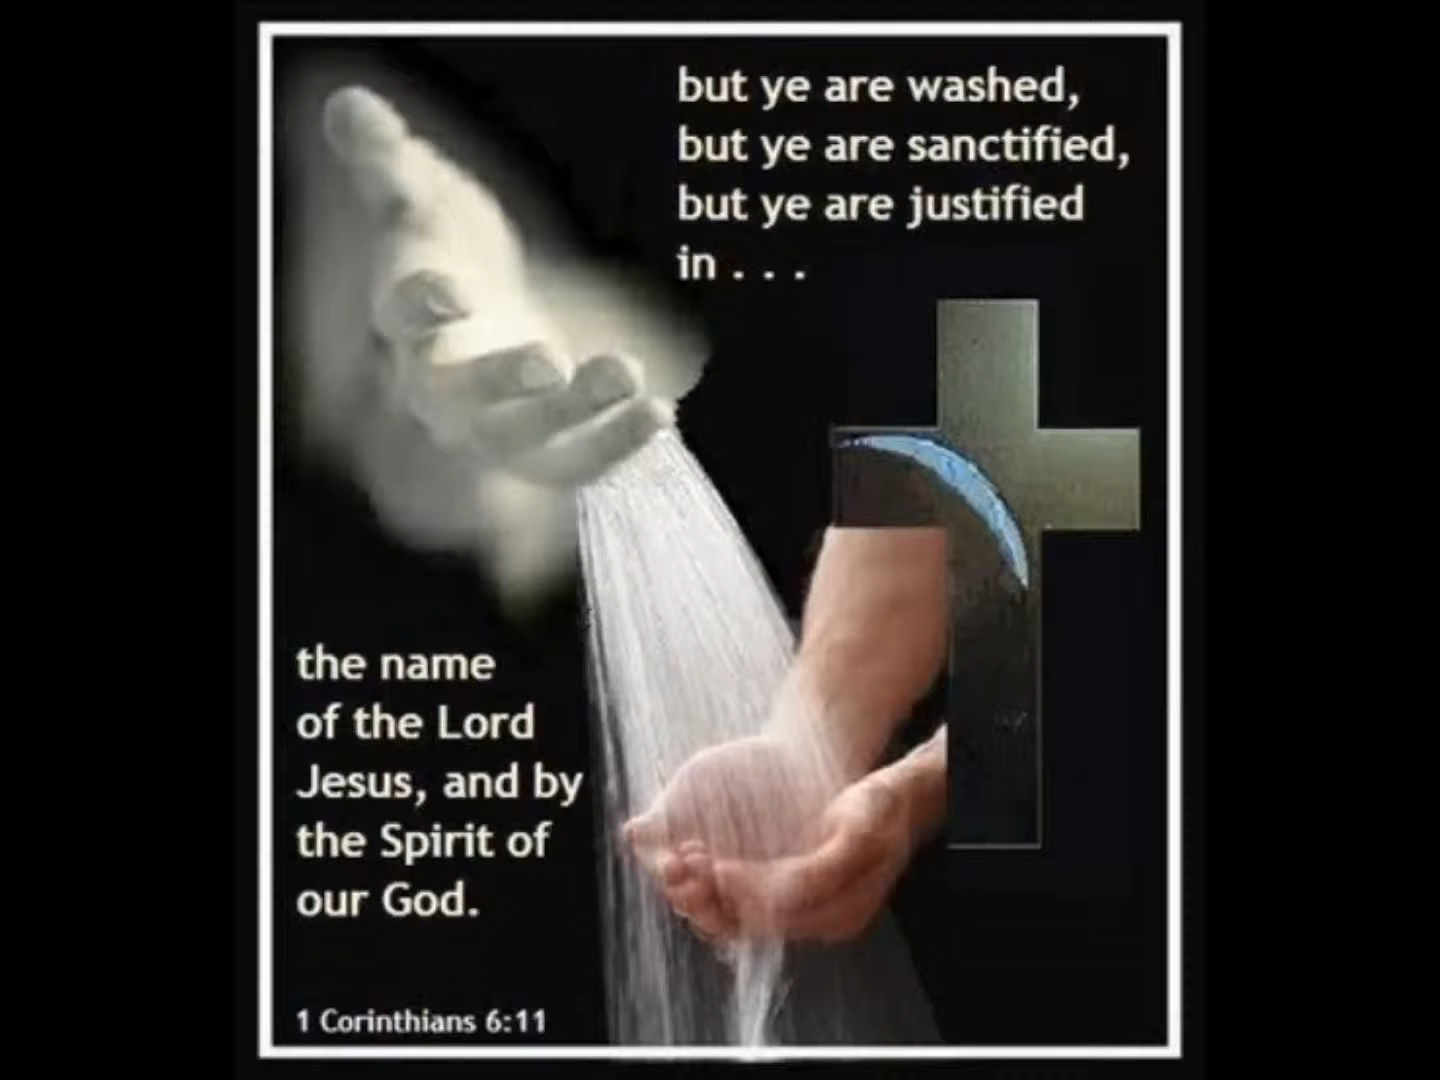 but ye are washed,
but ye are sanctified,
but ye are justified
in . . .
the name
of the Lord
Jesus, and by
the Spirit of
our God.
1 Corinthians 6:11